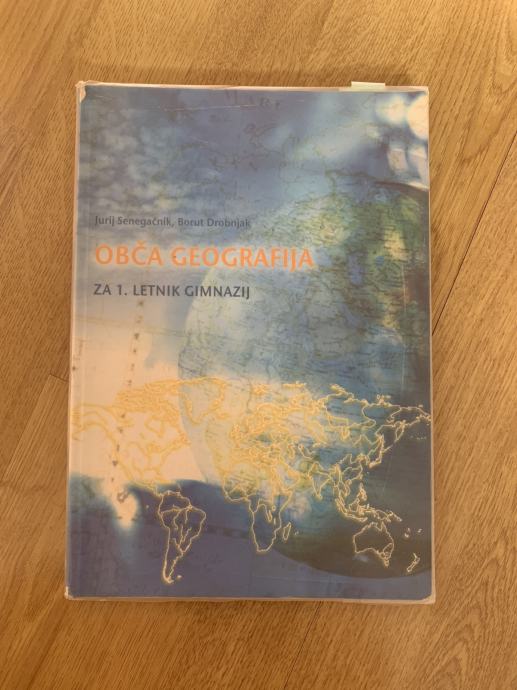 Jurij Senegačnik, Borut Drobnjak
OBČA GEOGRAFIJA
ZA 1. LETNIK GIMNAZIJ